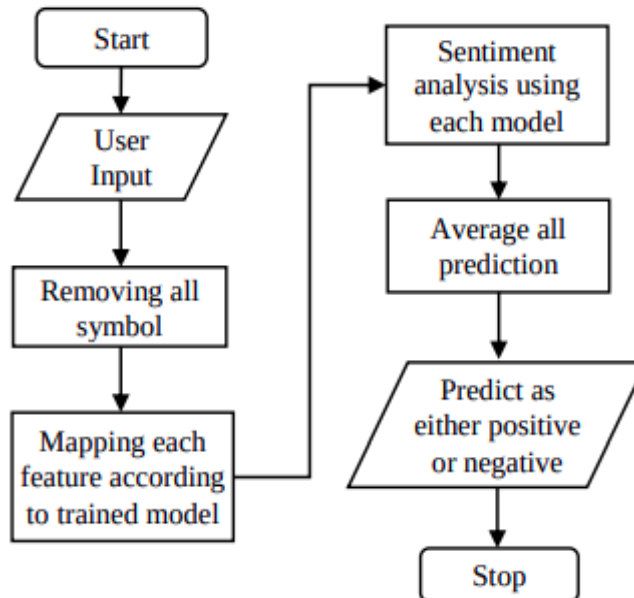 Start
User
Input
Removing all
symbol
Mapping each
feature according
to trained model
Sentiment
analysis using
each model
Average all
prediction
Predict as
either positive
or negative
Stop